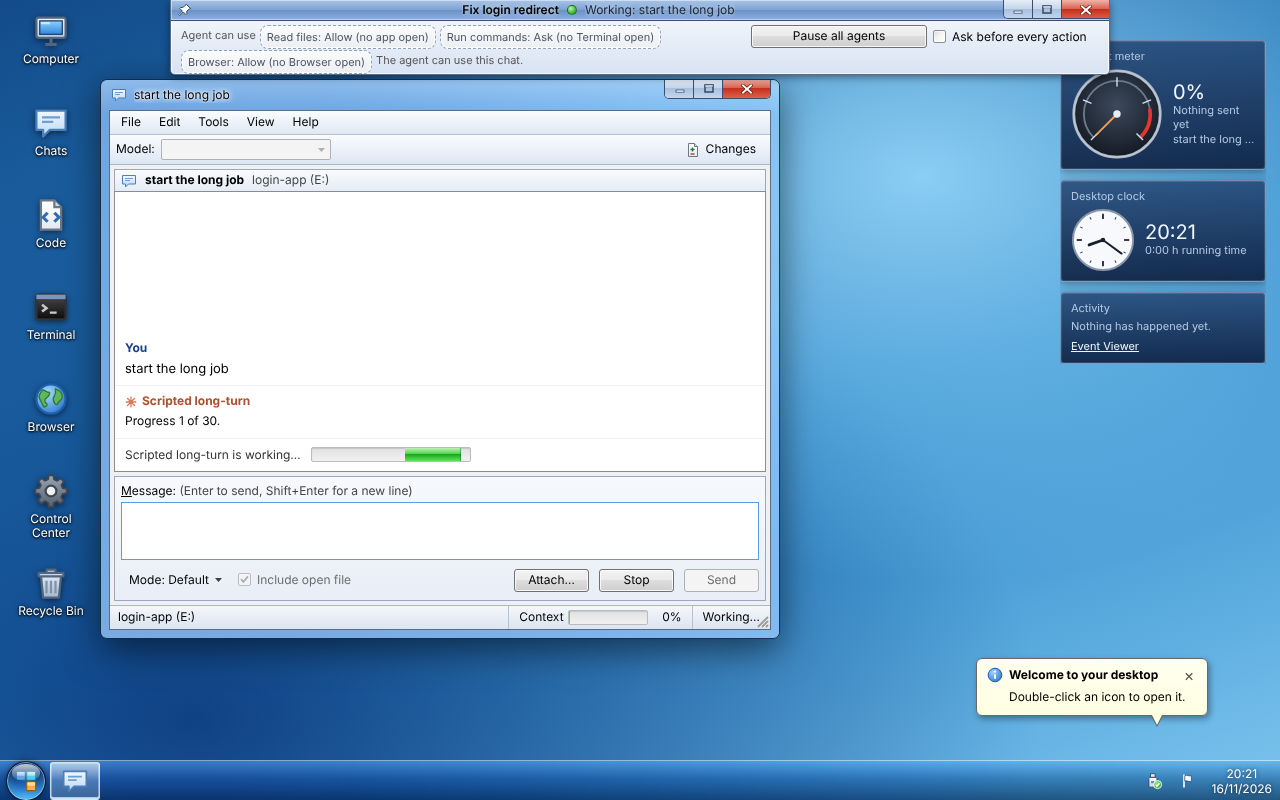 Fix login redirect Working: start the long job
Agent can use Read files: Allow (no app open) Run commands: Ask (no Terminal open)
Pause all agents Ask before every action
Browser: Allow (no Browser open) The agent can use this chat.
Computer
Chats
Code
Terminal
Browser
Control
Center
Recycle Bin
start the long job
File Edit Tools View Help
Model: Changes
start the long job login-app (E:)
You
start the long job
Scripted long-turn
Progress 1 of 30.
Scripted long-turn is working...
Message: (Enter to send, Shift+Enter for a new line)
Mode: Default Include open file Attach... Stop Send
login-app (E:) Context 0% Working...
meter
0%
Nothing sent
yet
start the long ...
Desktop clock
20:21
0:00 h running time
Activity
Nothing has happened yet.
Event Viewer
Welcome to your desktop
Double-click an icon to open it.
20:21
16/11/2026